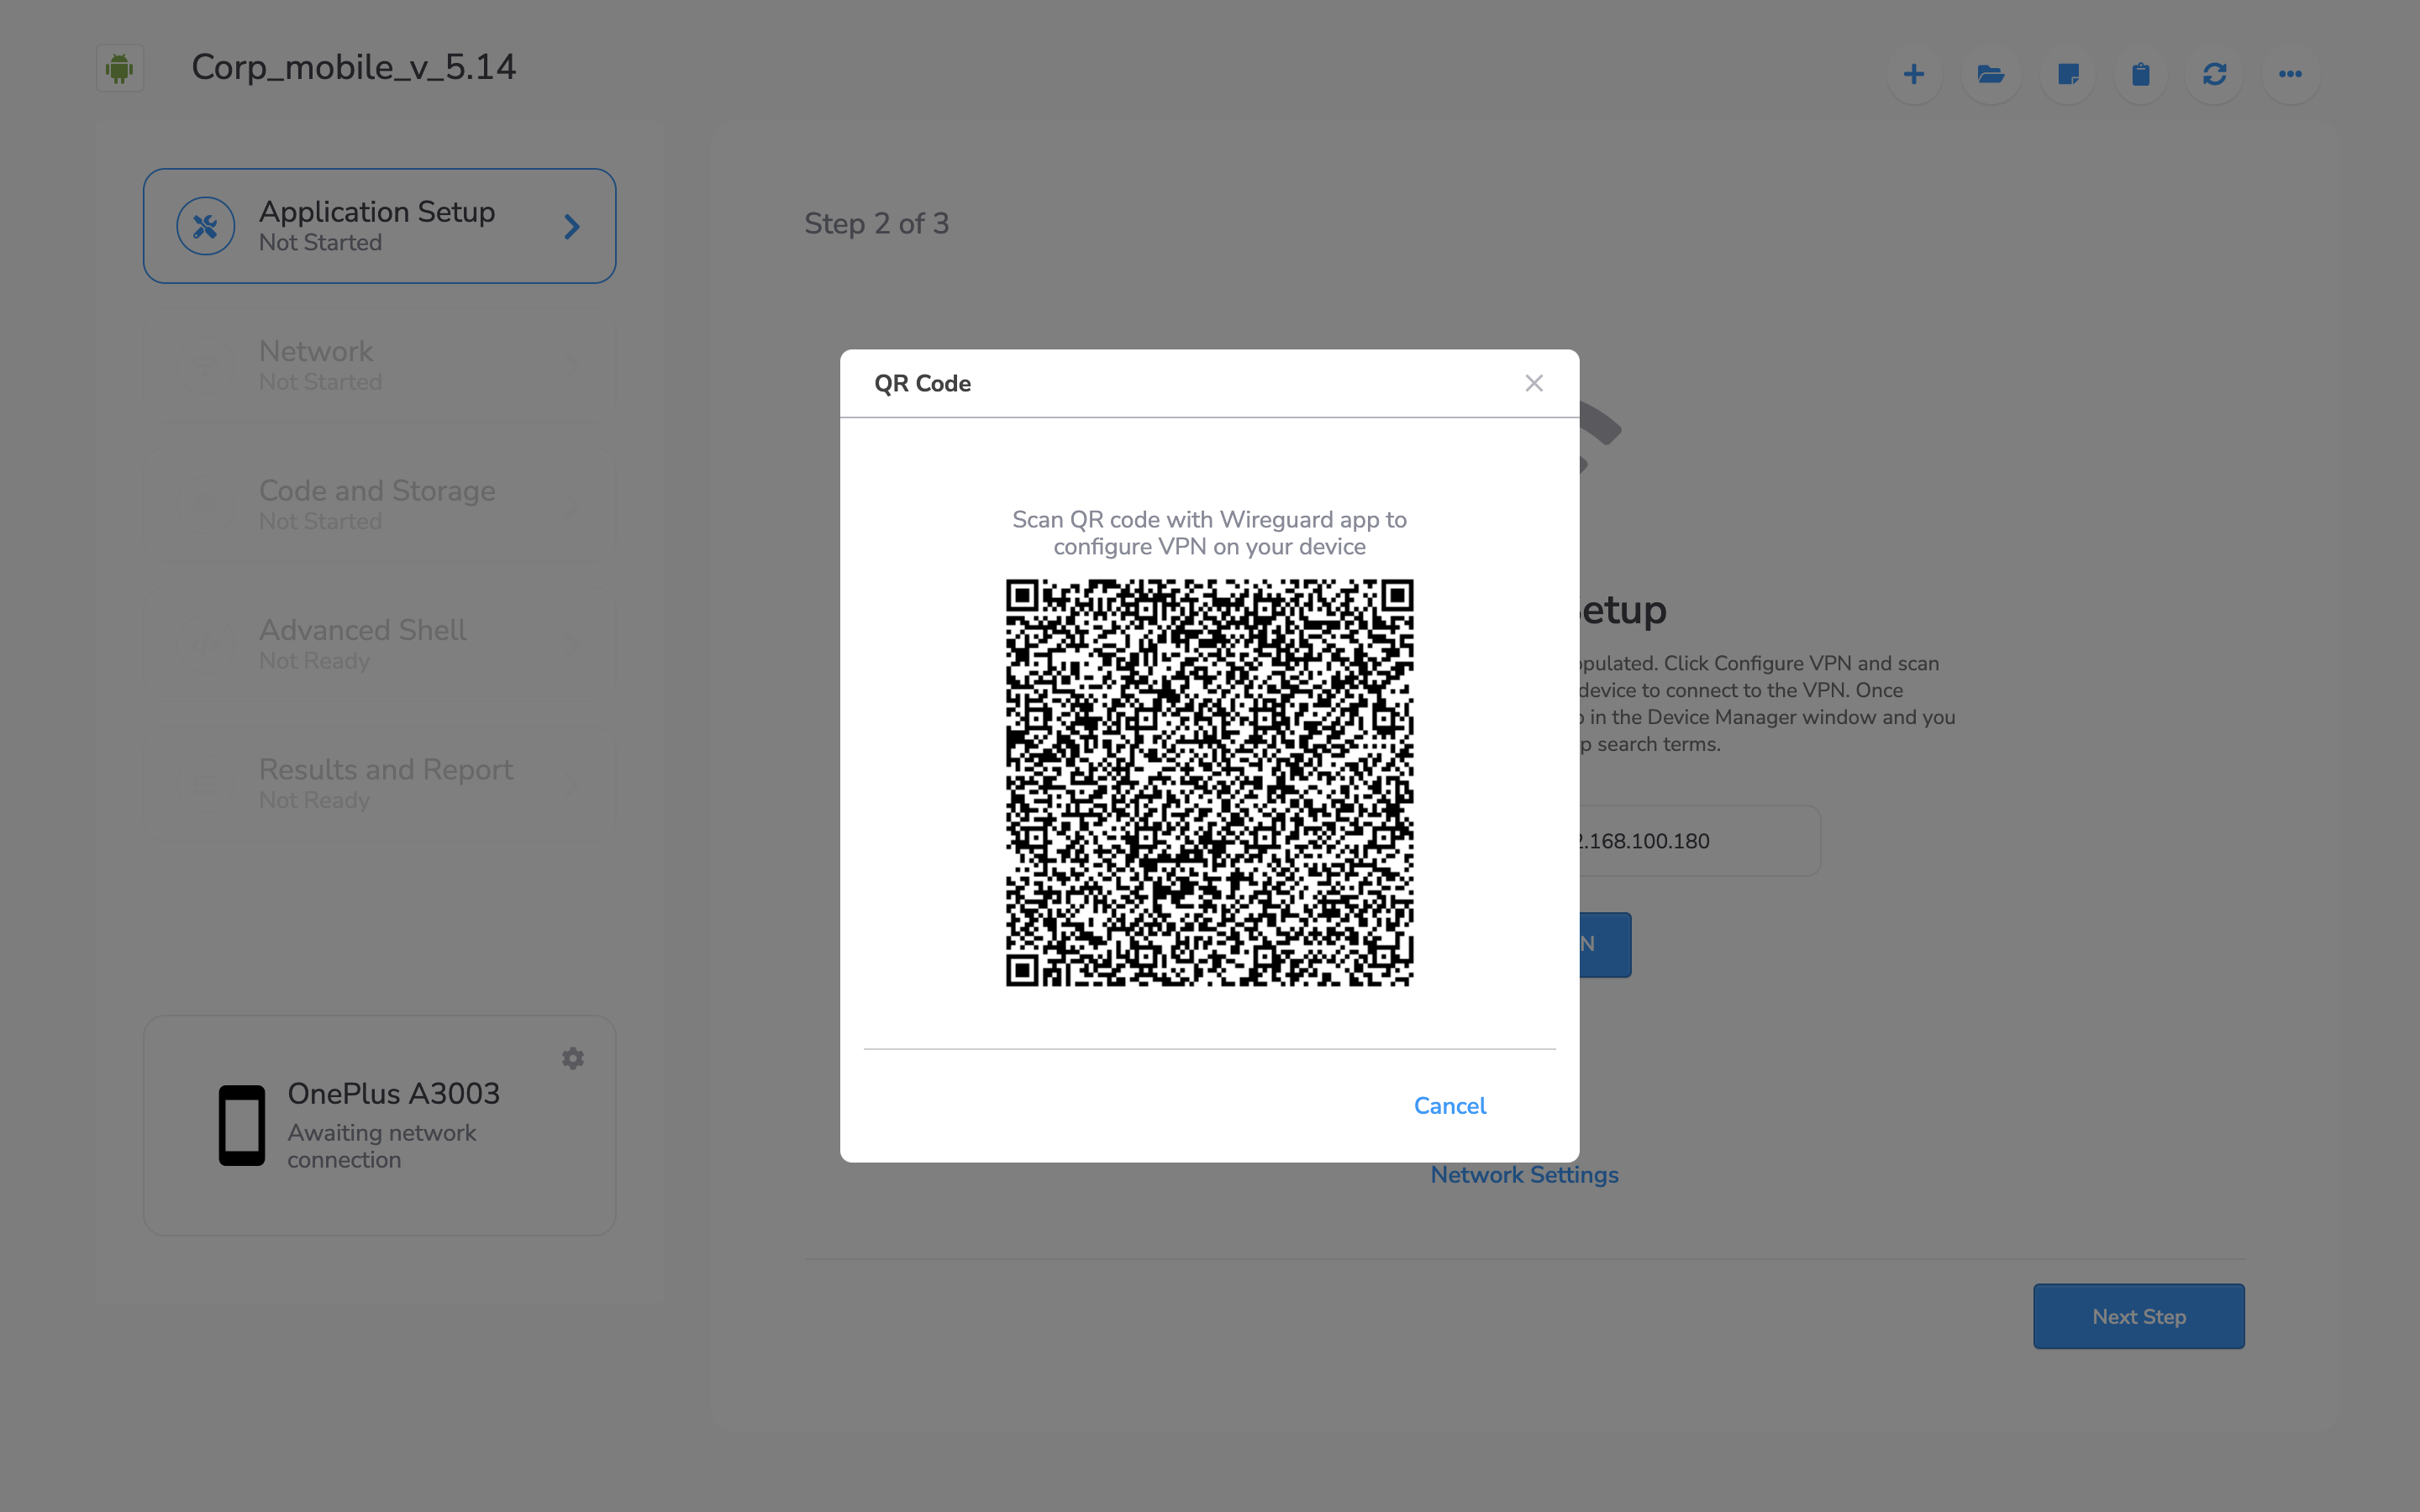 Corp_mobile_v_5.14
Application Setup
Not Started
Network
Not Started
Code and Storage
Not Started
Advanced Shell
Not Ready
Results and Report
Not Ready
OnePlus A3003
Awaiting network
connection
Step 2 of 3
QR Code
Scan QR code with Wireguard app to
configure VPN on your device
Cancel
etup
opulated. Click Configure VPN and scan
device to connect to the VPN. Once
in the Device Manager window and you
p search terms.
2.168.100.180
N
Network Settings
Next Step